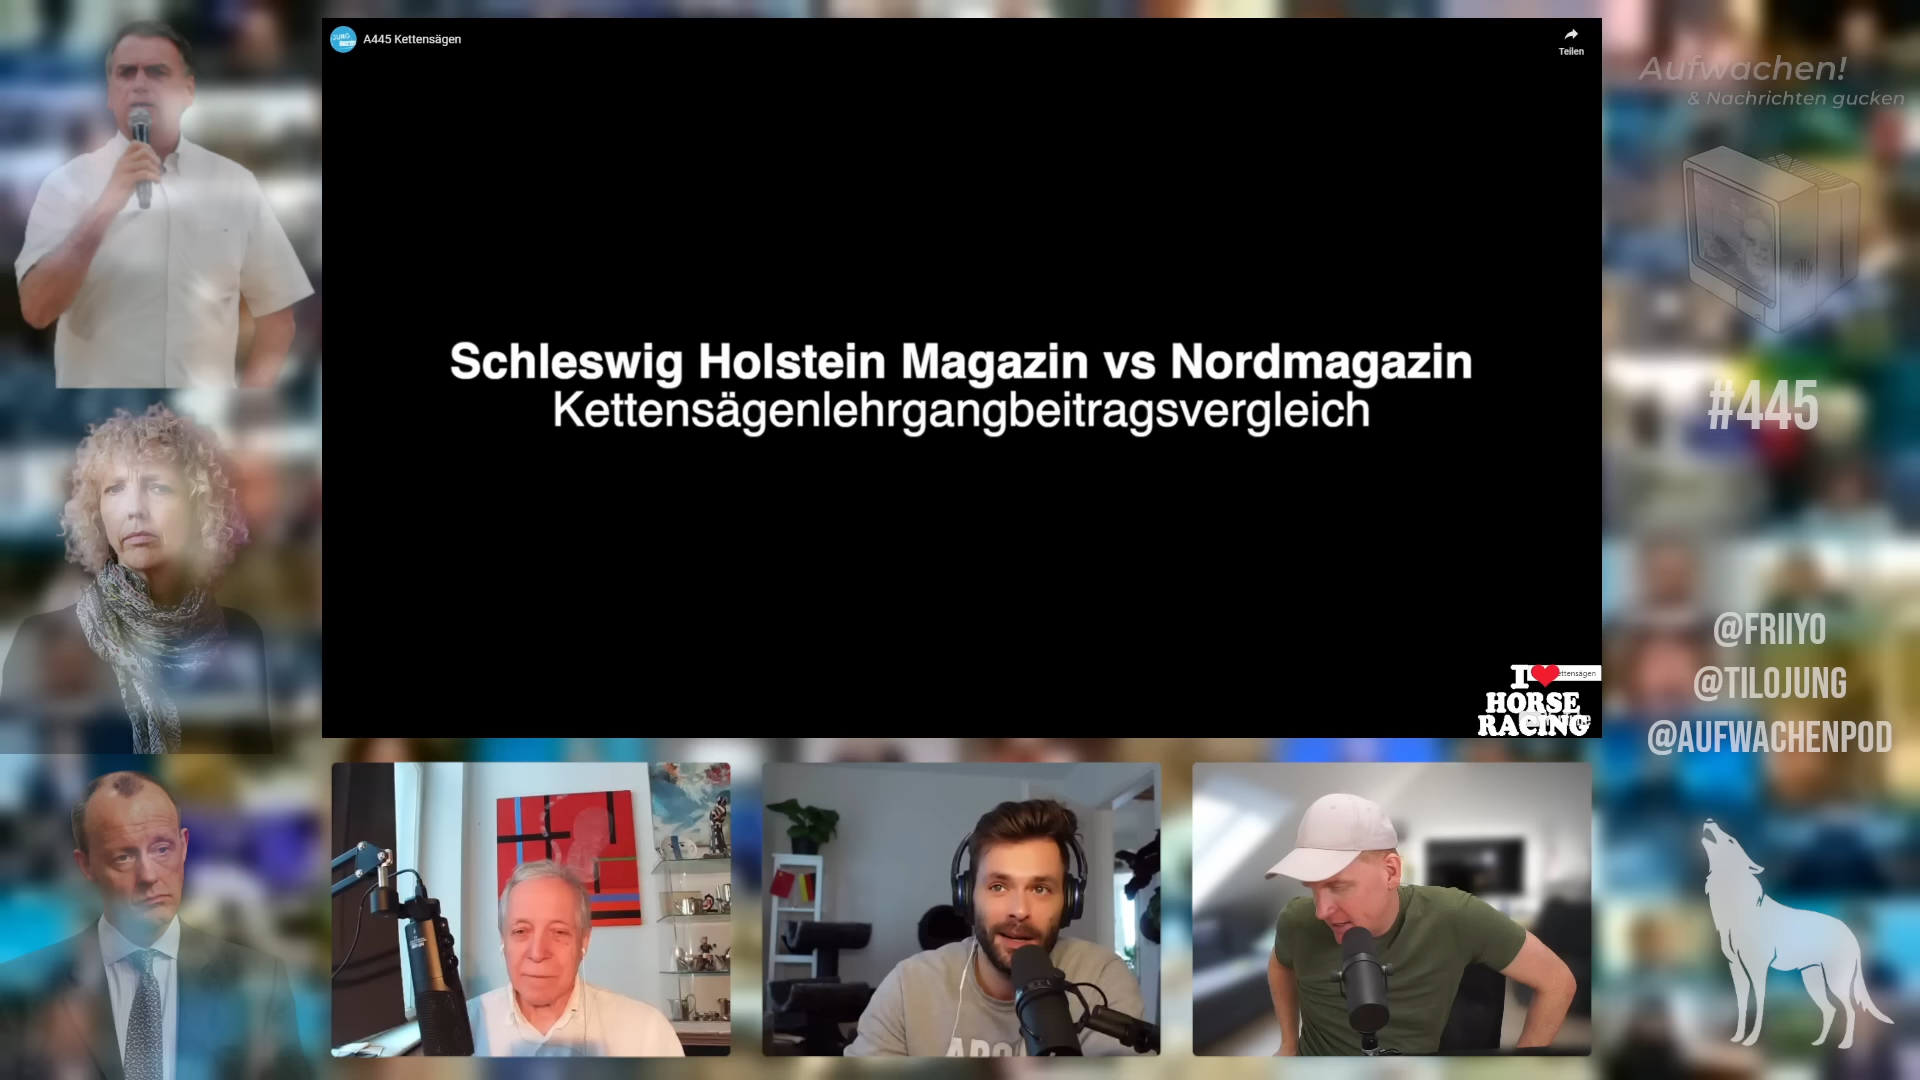 A445 Kettensägen
Teilen
Aufwachen!
& Nachrichten gucken
Schleswig Holstein Magazin vs Nordmagazin
Kettensägenlehrgangbeitragsvergleich
#445
@FRIIYO
@TILOJUNG
@AUFWACHENPOD
I
HORSE
RACING